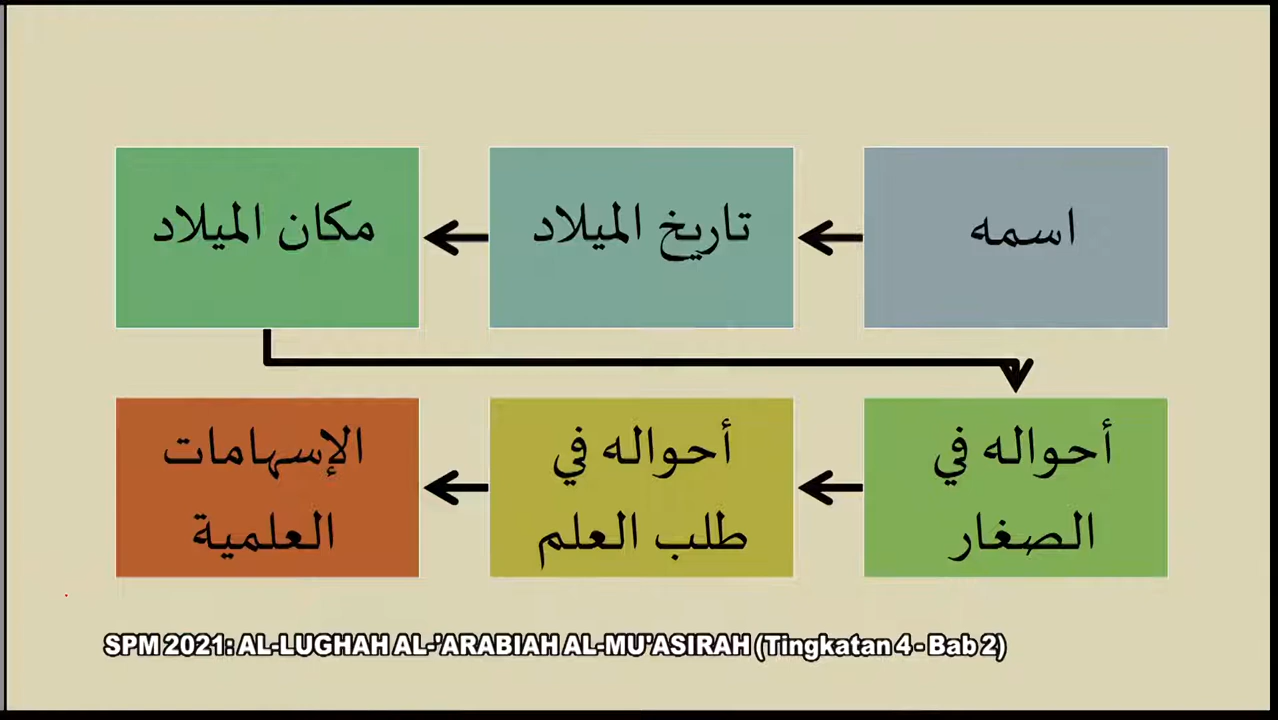 اسمه
تاريخ الميلاد
مكان الميلاد
أحواله في
الصغار
أحواله في
طلب العلم
الإسهامات
العلمية
SPM 2021: AL-LUGHAH AL-'ARABIAH AL-MU'ASIRAH (Tingkatan 4 - Bab 2)